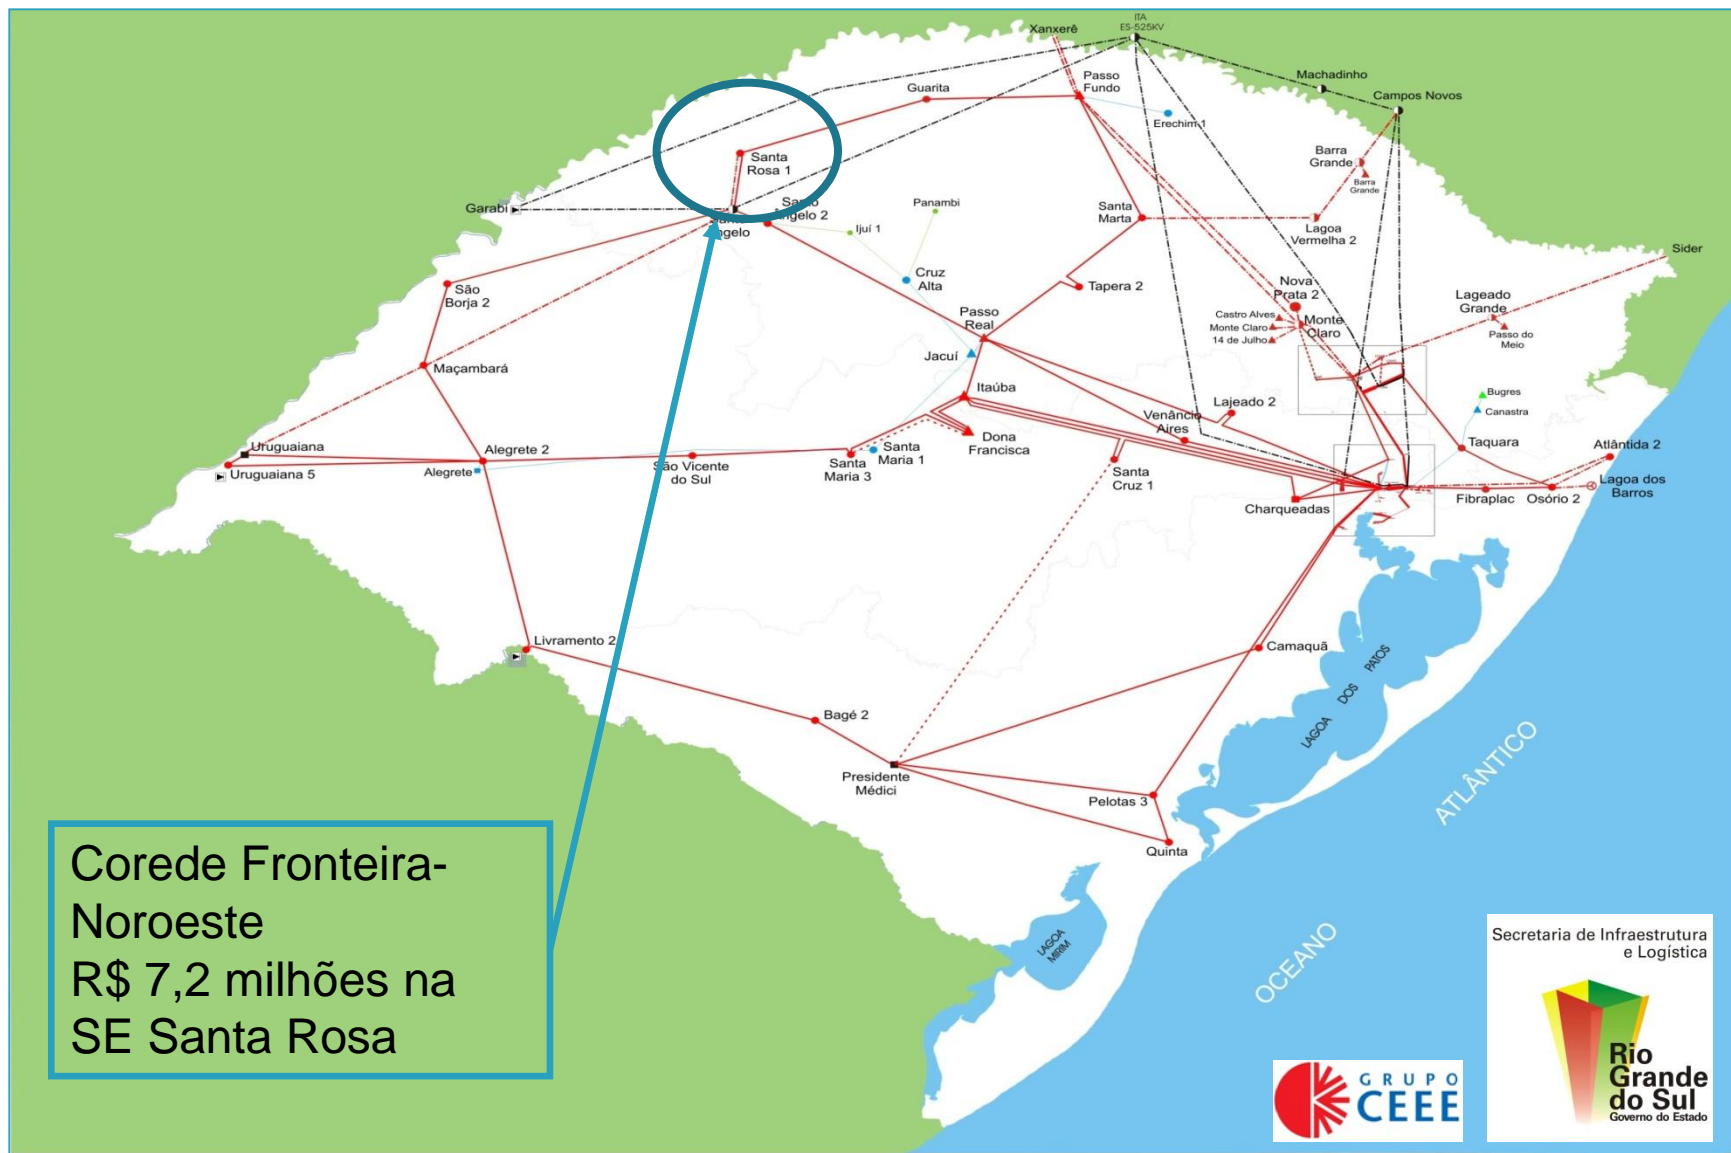 ITA
ES-525KV
Xanxerê
Machadinho
Passo
Fundo
Guarita
Campos Novos
Erechim 1
Santa
Rosa 1
Barra
Grande
Barra
Grande
Garabi
Santo
Ângelo 2
Santo
Ângelo
Panambi
Ijuí 1
Santa
Marta
Lagoa
Vermelha 2
Sider
Cruz
Alta
São
Borja 2
Tapera 2
Nova
Prata 2
Lageado
Grande
Castro Alves
Monte Claro
14 de Julho
Monte
Claro
Passo do
Meio
Passo
Real
Jacuí
Maçambará
Itaúba
Bugres
Canastra
Lajeado 2
Venâncio
Aires
Uruguaiana
Uruguaiana 5
Alegrete 2
Alegrete
São Vicente
do Sul
Santa
Maria 3
Santa
Maria 1
Dona
Francisca
Santa
Cruz 1
Taquara
Atlântida 2
Charqueadas
Fibraplac
Osório 2
Lagoa dos
Barros
Livramento 2
Camaquã
LAGOA DOS PATOS
Bagé 2
Presidente
Médici
Pelotas 3
Quinta
LAGOA
MIRIM
OCEANO ATLÂNTICO
Corede Fronteira-
Noroeste
R$ 7,2 milhões na
SE Santa Rosa
GRUPO
CEEE
Secretaria de Infraestrutura
e Logística
Rio
Grande
do Sul
Governo do Estado